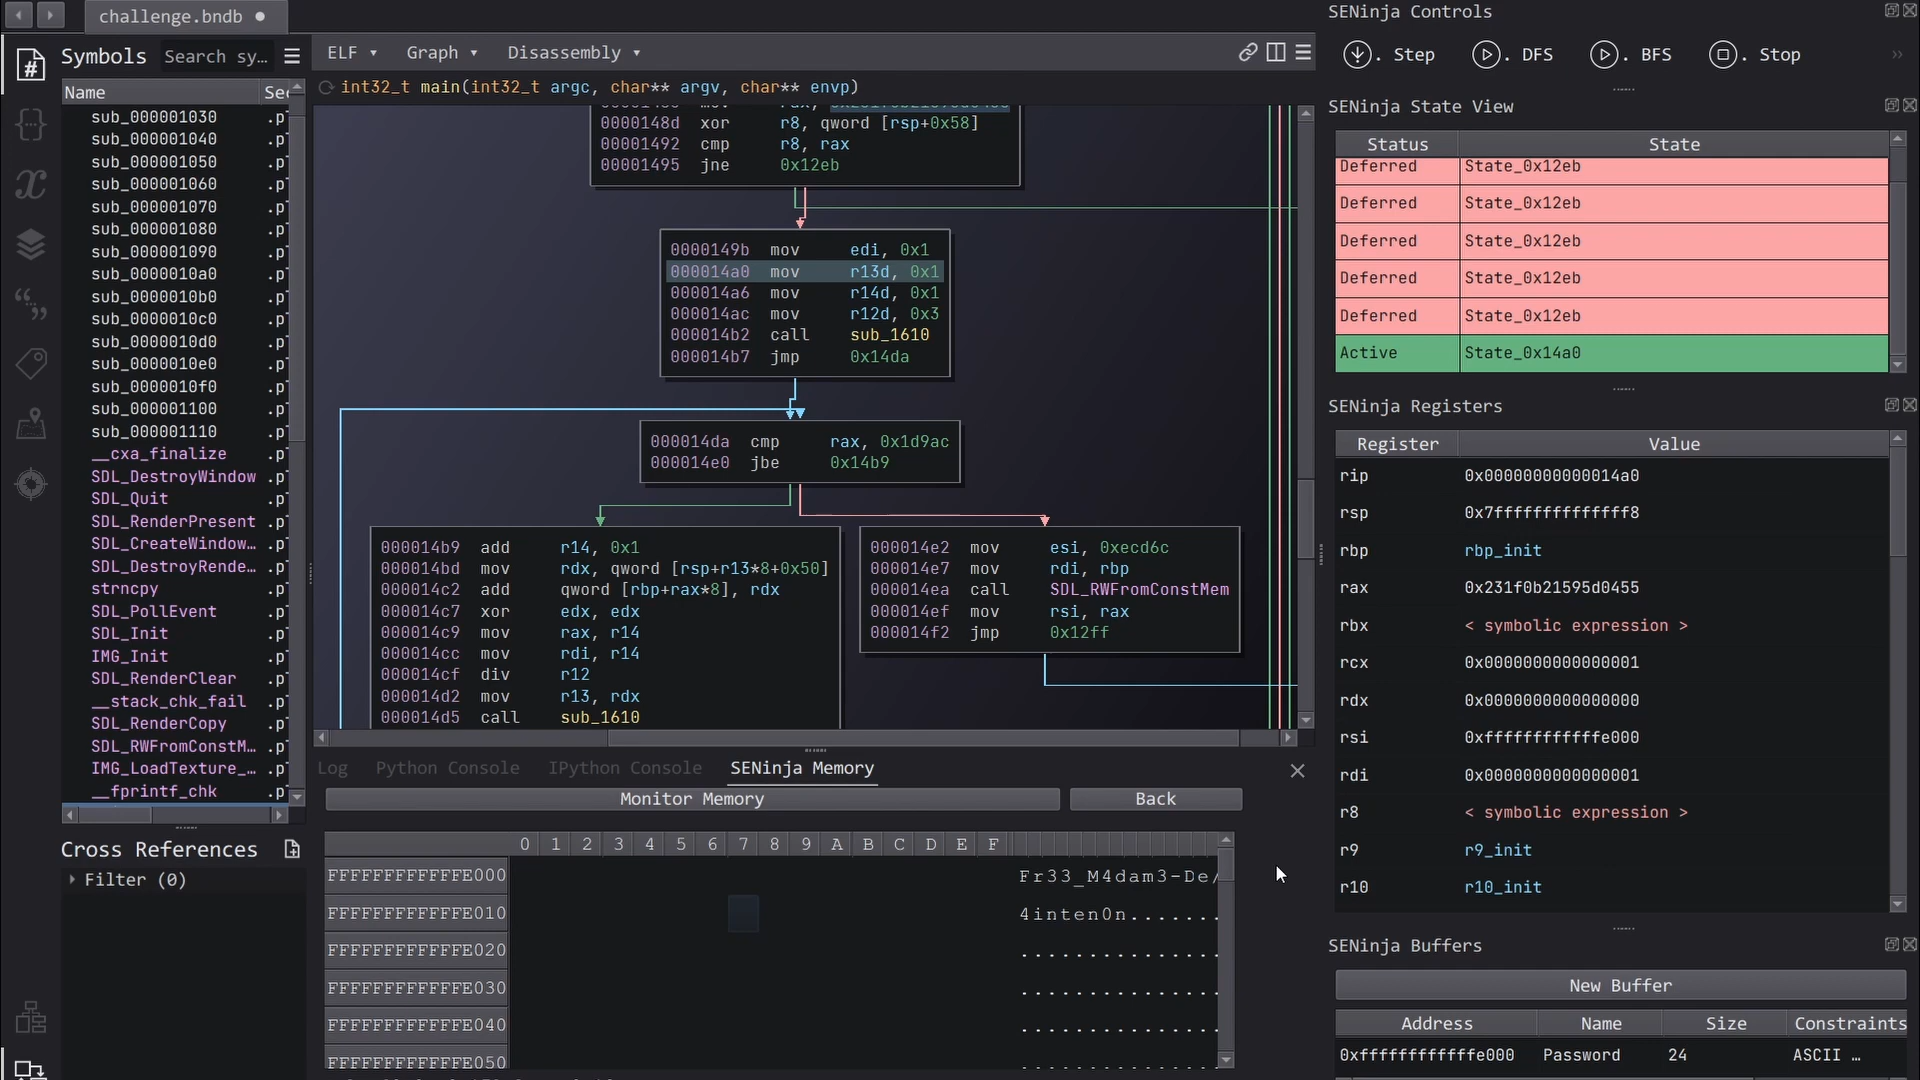 challenge.bndb ●
Symbols
Search sy…
Name
Sec
sub_000001030 .p
sub_000001040 .p
sub_000001050 .p
sub_000001060 .p
sub_000001070 .p
sub_000001080 .p
sub_000001090 .p
sub_0000010a0 .p
sub_0000010b0 .p
sub_0000010c0 .p
sub_0000010d0 .p
sub_0000010e0 .p
sub_0000010f0 .p
sub_000001100 .p
sub_000001110 .p
__cxa_finalize .p
SDL_DestroyWindow .p
SDL_Quit .p
SDL_RenderPresent .p
SDL_CreateWindow… .p
SDL_DestroyRende… .p
strncpy .p
SDL_PollEvent .p
SDL_Init .p
IMG_Init .p
SDL_RenderClear .p
__stack_chk_fail .p
SDL_RenderCopy .p
SDL_RWFromConstM… .p
IMG_LoadTexture_… .p
__fprintf_chk .p
Cross References
Filter (0)
ELF ▾ Graph ▾ Disassembly ▾
int32_t main(int32_t argc, char** argv, char** envp)
0000148d xor r8, qword [rsp+0x58]
00001492 cmp r8, rax
00001495 jne 0x12eb
0000149b mov edi, 0x1
000014a0 mov r13d, 0x1
000014a6 mov r14d, 0x1
000014ac mov r12d, 0x3
000014b2 call sub_1610
000014b7 jmp 0x14da
000014da cmp rax, 0x1d9ac
000014e0 jbe 0x14b9
000014b9 add r14, 0x1
000014bd mov rdx, qword [rsp+r13*8+0x50]
000014c2 add qword [rbp+rax*8], rdx
000014c7 xor edx, edx
000014c9 mov rax, r14
000014cc mov rdi, r14
000014cf div r12
000014d2 mov r13, rdx
000014d5 call sub_1610
000014e2 mov esi, 0xecd6c
000014e7 mov rdi, rbp
000014ea call SDL_RWFromConstMem
000014ef mov rsi, rax
000014f2 jmp 0x12ff
Log Python Console IPython Console SENinja Memory
Monitor Memory Back
0 1 2 3 4 5 6 7 8 9 A B C D E F
FFFFFFFFFFFFE000 Fr33_M4dam3-De/
FFFFFFFFFFFFE010 4inten0n.......
FFFFFFFFFFFFE020 ...............
FFFFFFFFFFFFE030 ...............
FFFFFFFFFFFFE040 ...............
FFFFFFFFFFFFE050
SENinja Controls
Step DFS BFS Stop
SENinja State View
Status State
Deferred State_0x12eb
Deferred State_0x12eb
Deferred State_0x12eb
Deferred State_0x12eb
Deferred State_0x12eb
Active State_0x14a0
SENinja Registers
Register Value
rip 0x00000000000014a0
rsp 0x7ffffffffffffff8
rbp rbp_init
rax 0x231f0b21595d0455
rbx < symbolic expression >
rcx 0x0000000000000001
rdx 0x0000000000000000
rsi 0xffffffffffffe000
rdi 0x0000000000000001
r8 < symbolic expression >
r9 r9_init
r10 r10_init
SENinja Buffers
New Buffer
Address Name Size Constraints
0xffffffffffffe000 Password 24 ASCII …